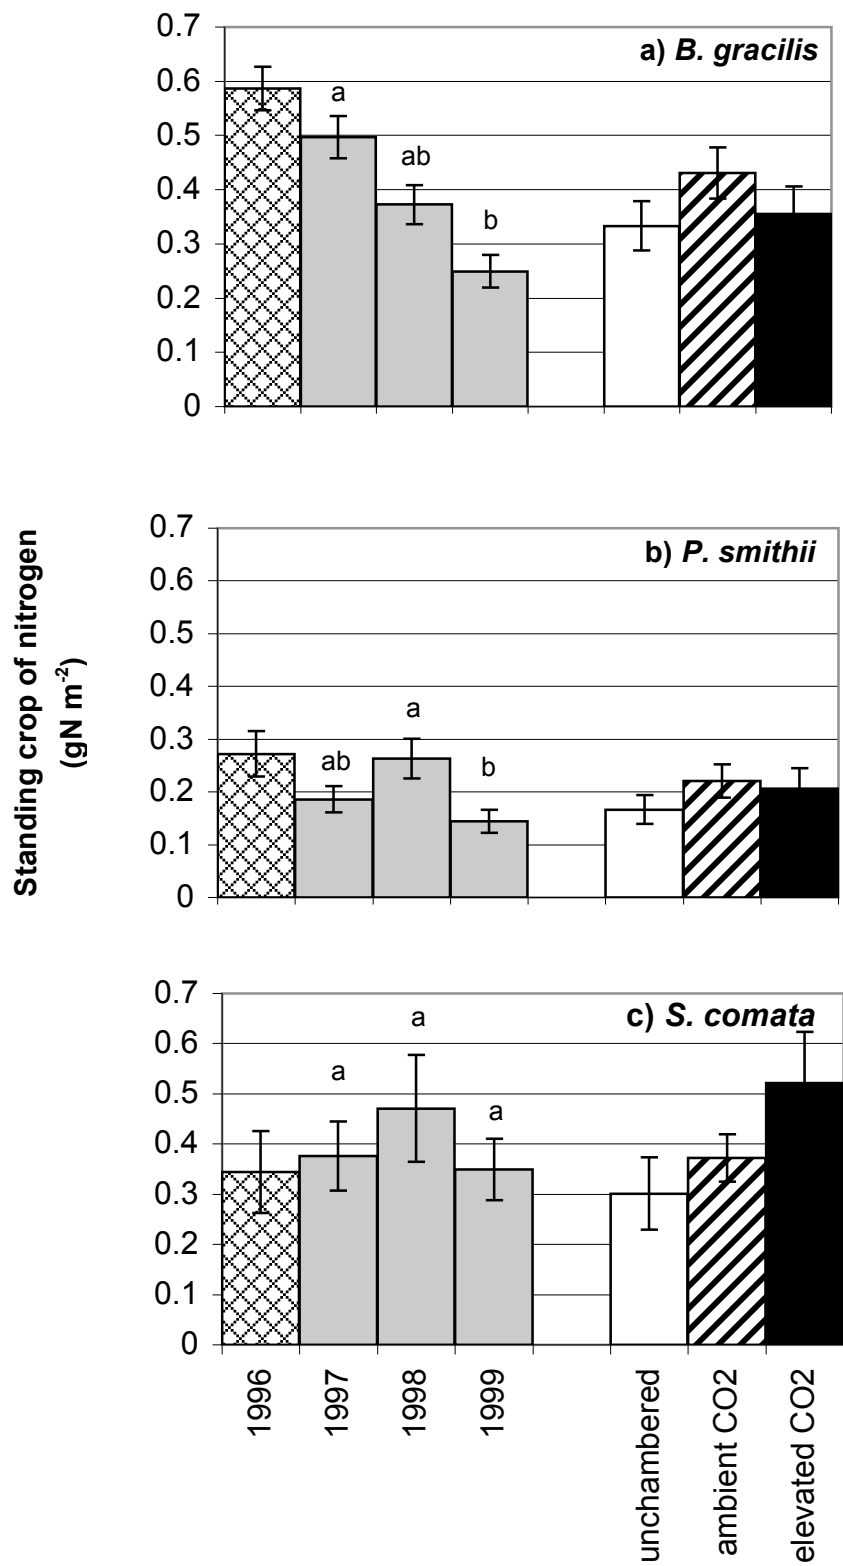 a) B. gracilis
0.7
0.6
0.5
0.4
0.3
0.2
0.1
0
a
ab
b
Standing crop of nitrogen
(gN m-2)
b) P. smithii
0.7
0.6
0.5
0.4
0.3
0.2
0.1
0
ab
a
b
c) S. comata
0.7
0.6
0.5
0.4
0.3
0.2
0.1
0
a
a
a
1996
1997
1998
1999
unchambered
ambient CO2
elevated CO2